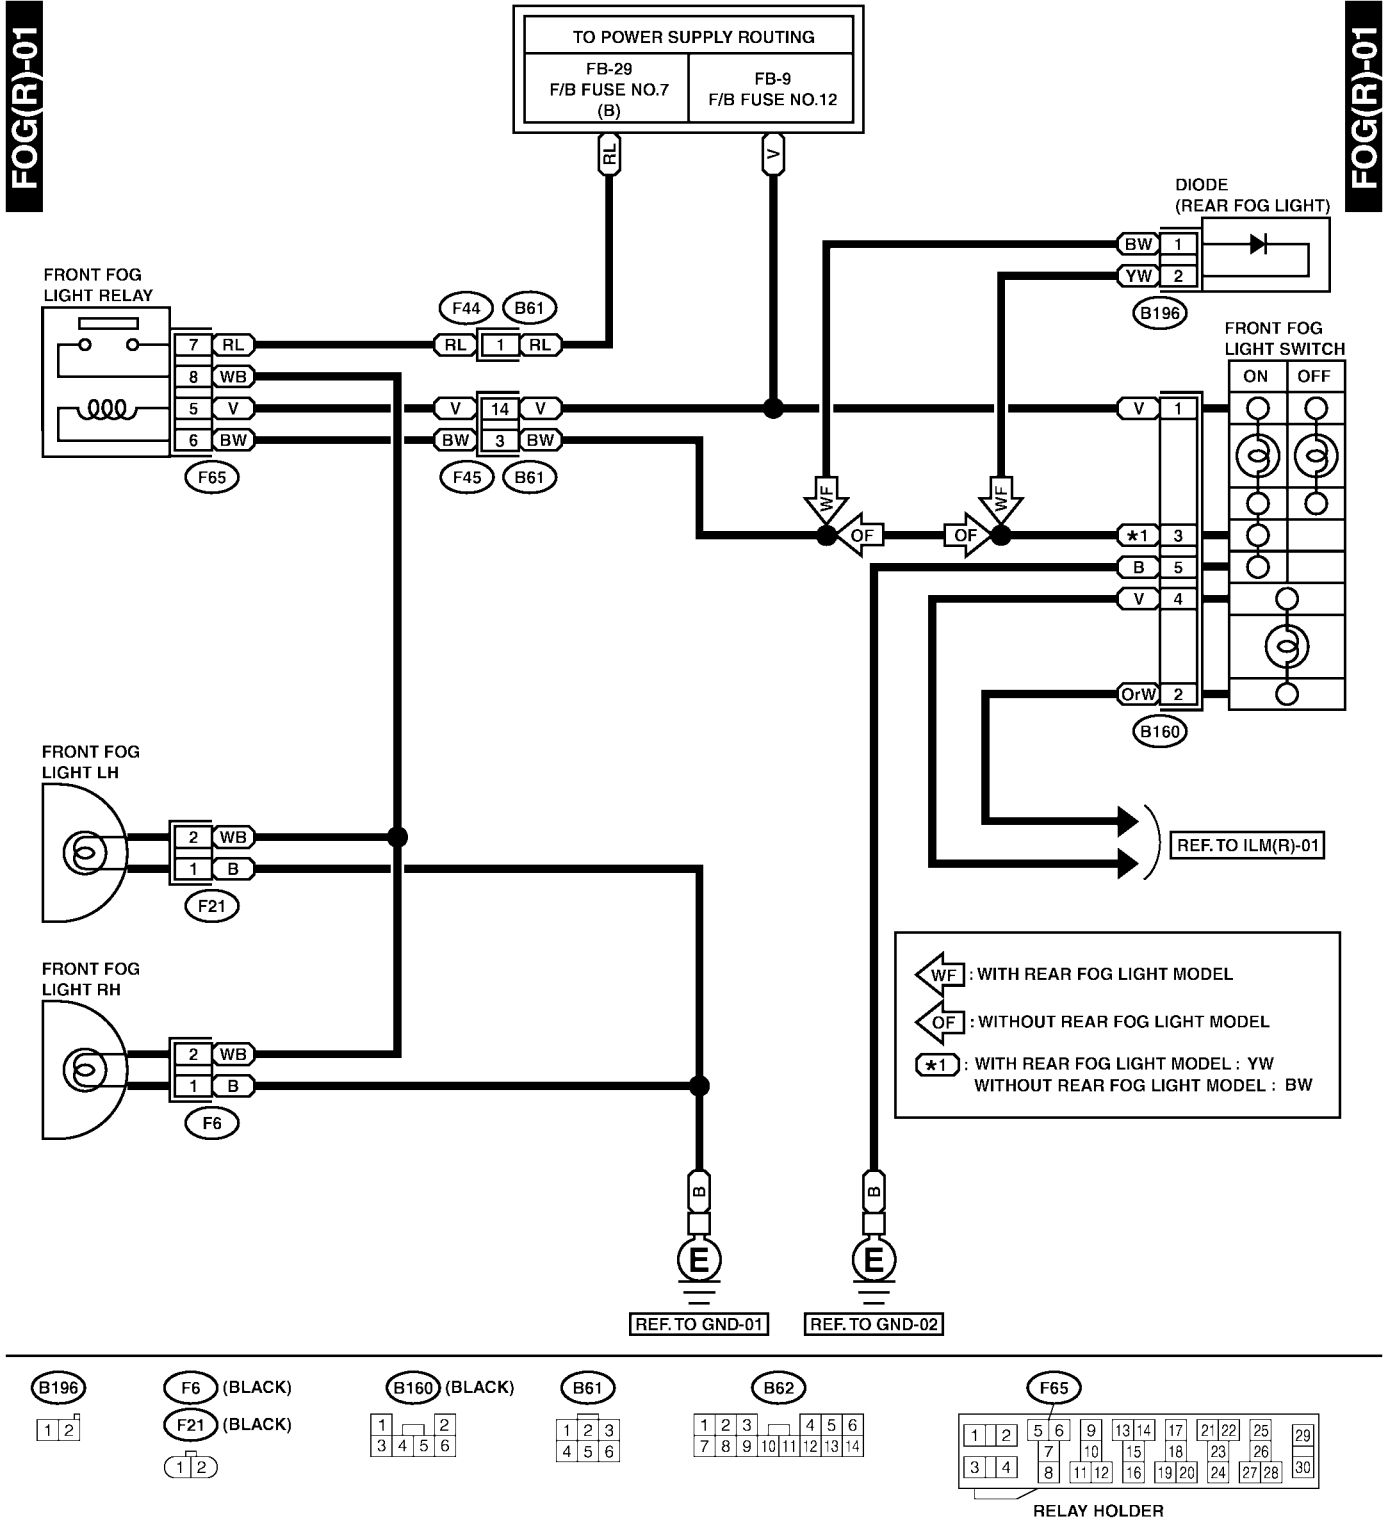 FOG(R)-01
FOG(R)-01
TO POWER SUPPLY ROUTING
FB-29
F/B FUSE NO.7
(B)
FB-9
F/B FUSE NO.12
RL
V
DIODE
(REAR FOG LIGHT)
BW 1
YW 2
B196
FRONT FOG
LIGHT RELAY
F44 B61
7 RL RL 1 RL
8 WB
5 V V 14 V
6 BW BW 3 BW
F65 F45 B61
FRONT FOG
LIGHT SWITCH
ON OFF
V 1
WF WF
OF OF
*1 3
B 5
V 4
OrW 2
B160
REF. TO ILM(R)-01
FRONT FOG
LIGHT LH
2 WB
1 B
F21
FRONT FOG
LIGHT RH
2 WB
1 B
F6
WF : WITH REAR FOG LIGHT MODEL
OF : WITHOUT REAR FOG LIGHT MODEL
*1 : WITH REAR FOG LIGHT MODEL : YW
WITHOUT REAR FOG LIGHT MODEL : BW
B B
E E
REF. TO GND-01 REF. TO GND-02
B196
1 2
F6 (BLACK)
F21 (BLACK)
1 2
B160 (BLACK)
1 2
3 4 5 6
B61
1 2 3
4 5 6
B62
1 2 3 4 5 6
7 8 9 10 11 12 13 14
F65
1 2 5 6 9 13 14 17 21 22 25 29
7 10 15 18 23 26
3 4 8 11 12 16 19 20 24 27 28 30
RELAY HOLDER